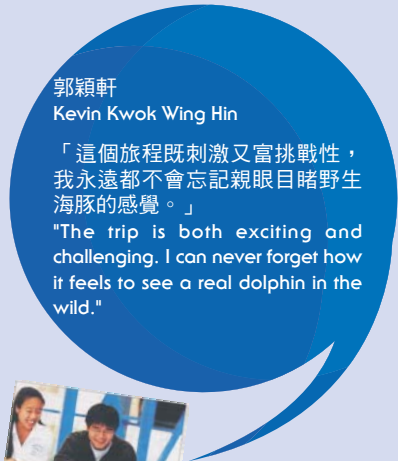 郭穎軒
Kevin Kwok Wing Hin
「這個旅程既刺激又富挑戰性，
我永遠都不會忘記親眼目睹野生
海豚的感覺。」
"The trip is both exciting and
challenging. I can never forget how
it feels to see a real dolphin in the
wild."